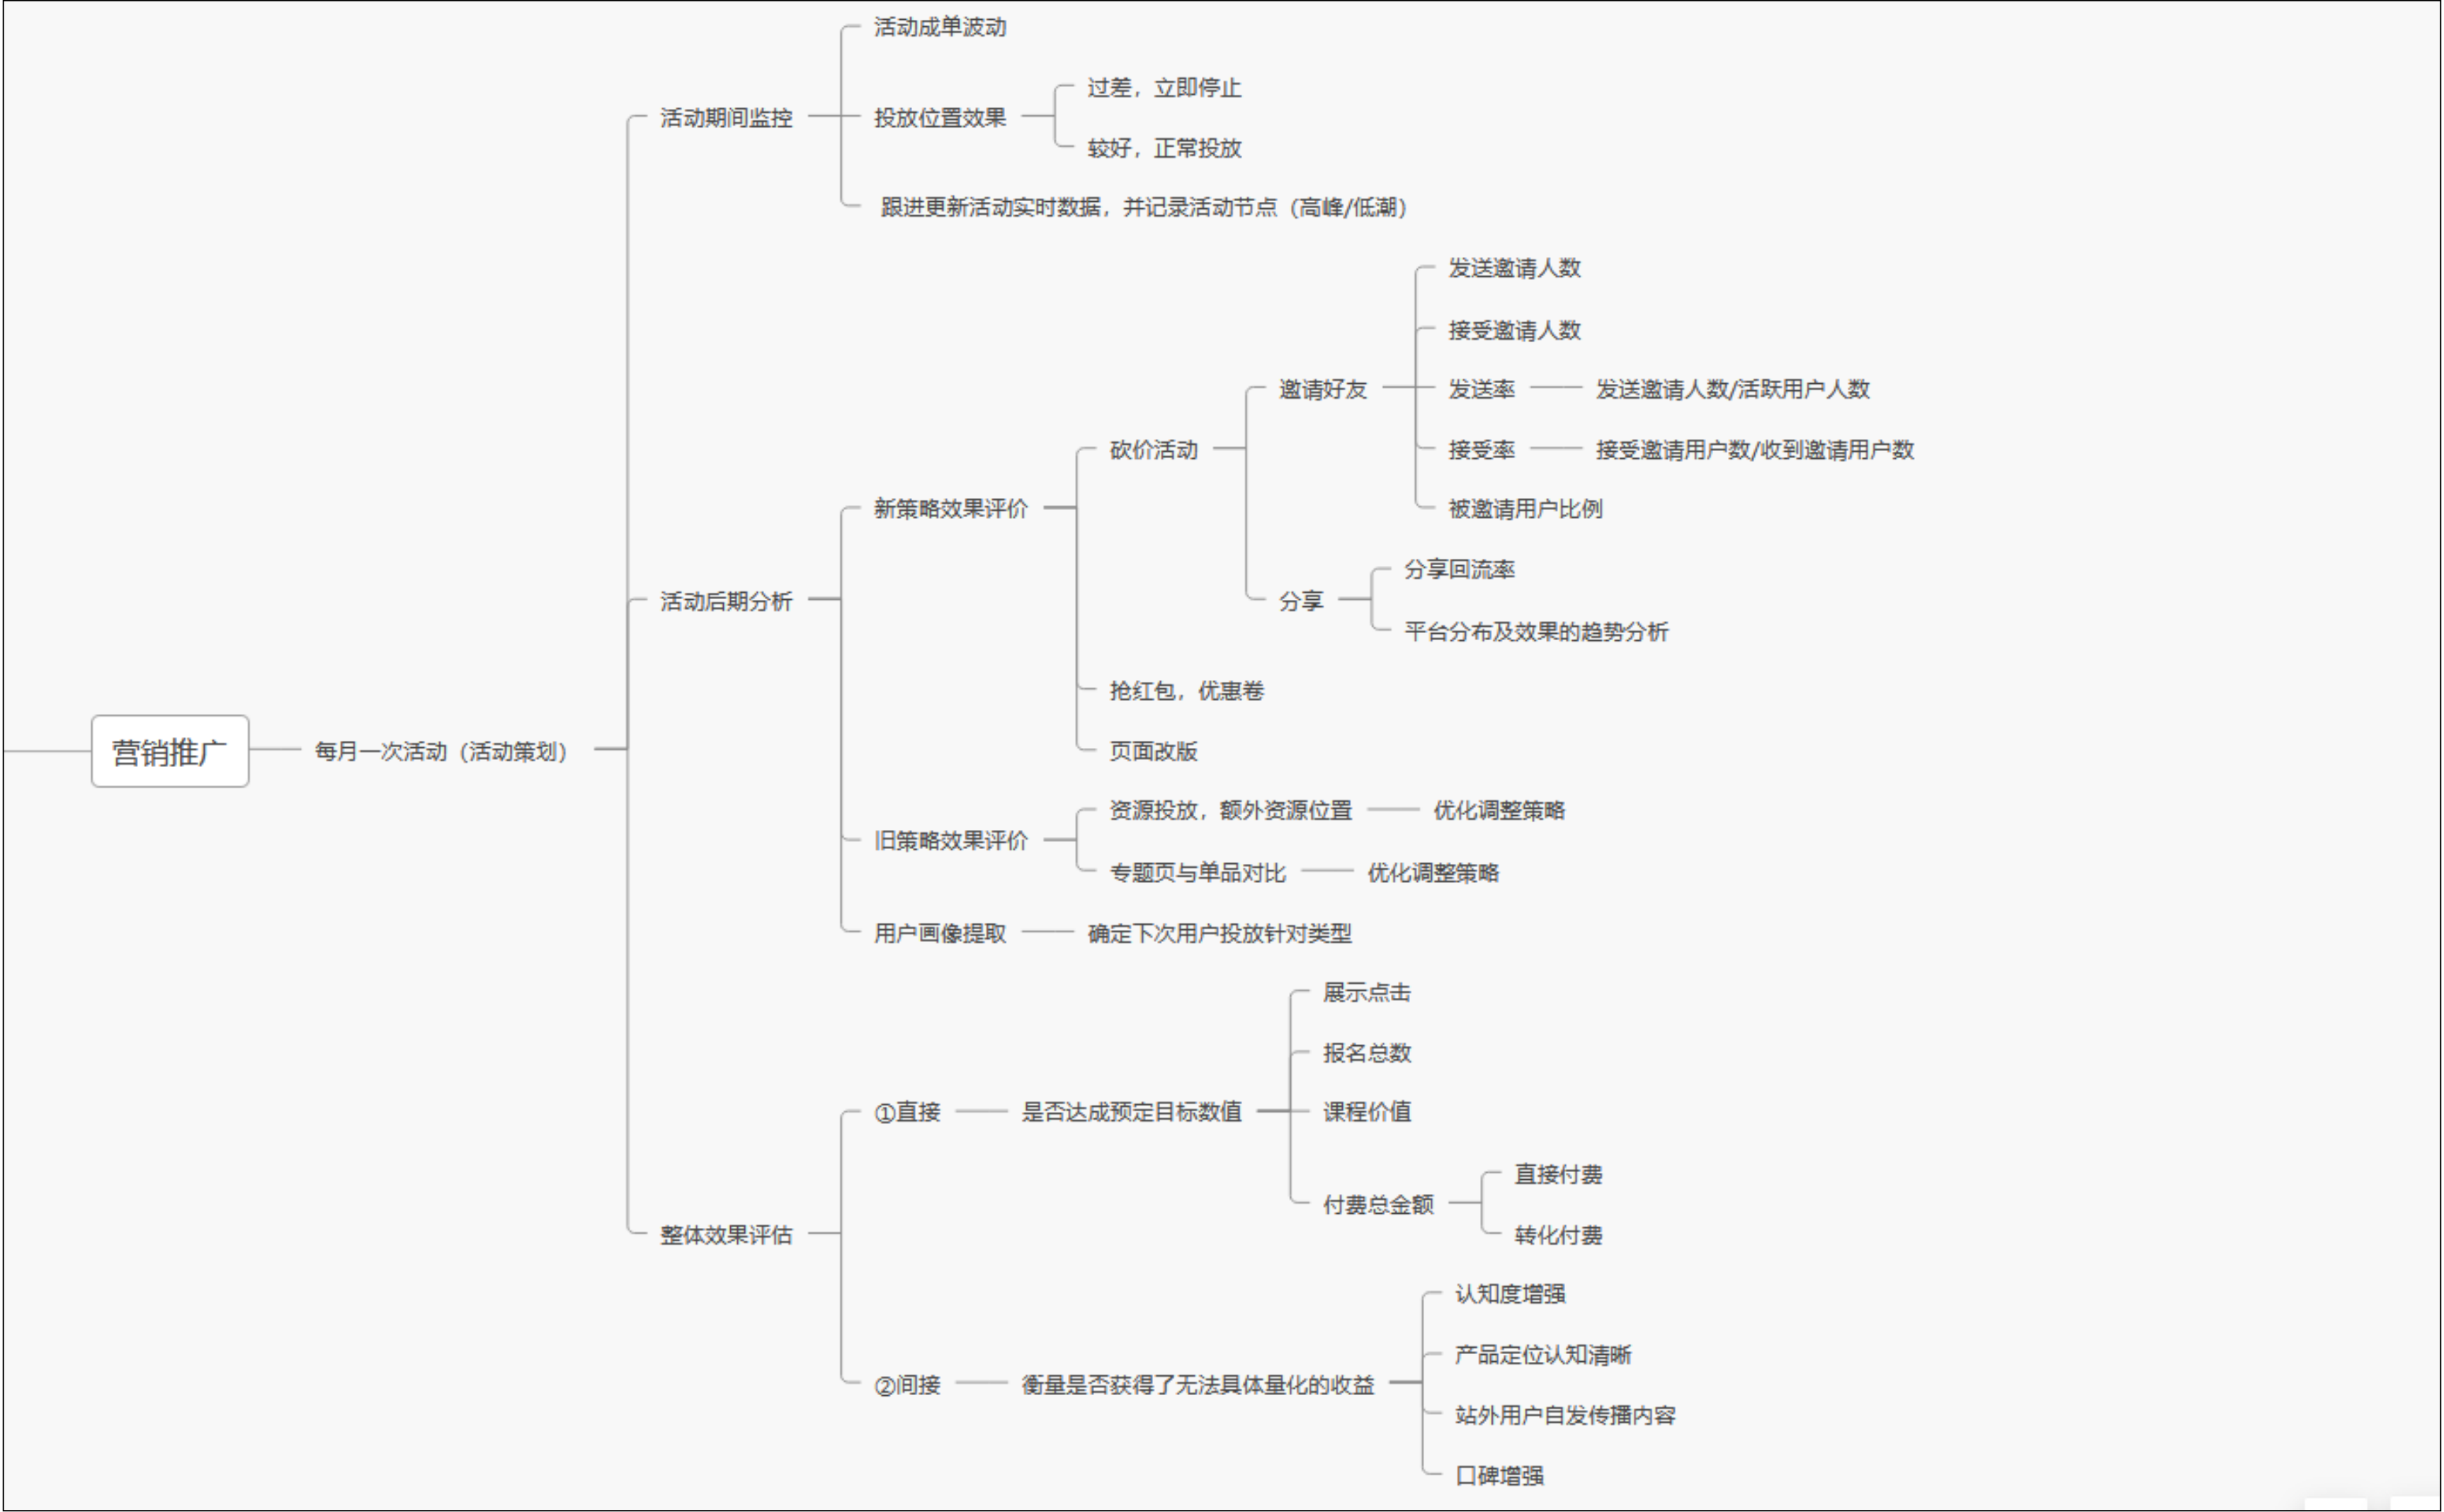 活动成单波动
过差，立即停止
活动期间监控
投放位置效果
较好，正常投放
跟进更新活动实时数据，并记录活动节点（高峰/低潮）
发送邀请人数
接受邀请人数
邀请好友
发送率
发送邀请人数/活跃用户人数
砍价活动
接受率
接受邀请用户数/收到邀请用户数
新策略效果评价
被邀请用户比例
分享回流率
活动后期分析
分享
平台分布及效果的趋势分析
抢红包，优惠卷
营销推广
每月一次活动（活动策划）
页面改版
资源投放，额外资源位置
优化调整策略
旧策略效果评价
专题页与单品对比
优化调整策略
用户画像提取
确定下次用户投放针对类型
展示点击
报名总数
①直接
是否达成预定目标数值
课程价值
直接付费
付费总金额
整体效果评估
转化付费
认知度增强
产品定位认知清晰
②间接
衡量是否获得了无法具体量化的收益
站外用户自发传播内容
口碑增强